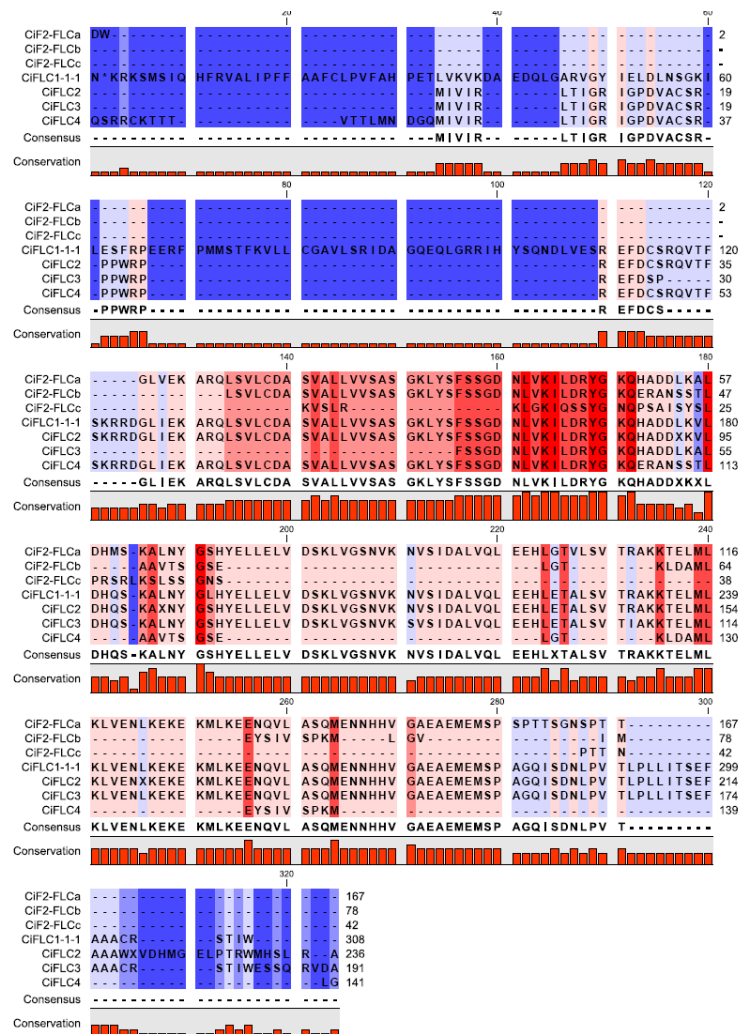 20 40 60
CiF2-FLCa DW-------- ---------- ---------- ---------- ---------- ---------- 2
CiF2-FLCb ---------- ---------- ---------- ---------- ---------- ---------- -
CiF2-FLCc ---------- ---------- ---------- ---------- ---------- ---------- -
CiFLC1-1-1 N*KRKSMSIQ HFRVALIPFF AAFCLPVFAH PETLVKVKDA EDQLGARVGY IELDLNSGKI 60
CiFLC2 ---------- ---------- ---------- ----MIVIR- ------LTIGR IGPDVACSR- 19
CiFLC3 ---------- ---------- ---------- ----MIVIR- ------LTIGR IGPDVACSR- 19
CiFLC4 QSRRCKTTT- ---------- ----VTTLMN DGQ-MIVIR- ------LTIGR IGPDVACSR- 37
Consensus ---------- ---------- ---------- ----MIVIR- ------LTIGR IGPDVACSR-
Conservation
80 100 120
CiF2-FLCa ---------- ---------- ---------- ---------- ---------- ---------- 2
CiF2-FLCb ---------- ---------- ---------- ---------- ---------- ---------- -
CiF2-FLCc ---------- ---------- ---------- ---------- ---------- ---------- -
CiFLC1-1-1 LESFRPEERF PMMSTFKVLL CGAVLSRIDA GQEQLGRRIH YSQNDLVESR EFDCSRQVTF 120
CiFLC2 -PPWRP---- ---------- ---------- ---------- ---------R EFDCSRQVTF 35
CiFLC3 -PPWRP---- ---------- ---------- ---------- ---------R EFDSP----- 30
CiFLC4 -PPWRP---- ---------- ---------- ---------- ---------R EFDCSRQVTF 53
Consensus -PPWRP---- ---------- ---------- ---------- ---------R EFDCS-----
Conservation
140 160 180
CiF2-FLCa -----GLVEK ARQLSVLCDA SVALLVVSAS GKLYSFSSGD NLVKILDRYG KQHADDLKAL 57
CiF2-FLCb ---------- ---LSVLCDA SVALLVVSAS GKLYSFSSGD NLVKILDRYG KQERANSSTL 47
CiF2-FLCc ---------- ---------- KVSLR----- ---------- KLGKIQSSYG NQPSAISYSL 25
CiFLC1-1-1 SKRRDGLIEK ARQLSVLCDA SVALLVVSAS GKLYSFSSGD NLVKILDRYG KQHADDLKVL 180
CiFLC2 SKRRDGLIEK ARQLSVLCDA SVALLVVSAS GKLYSFSSGD NLVKILDRYG KQHADDXKVL 95
CiFLC3 ---------- ---------- ---------- -----FSSGD NLVKILDRYG KQHADDLKAL 55
CiFLC4 SKRRDGLIEK ARQLSVLCDA SVALLVVSAS GKLYSFSSGD NLVKILDRYG KQERANSSTL 113
Consensus -----GLIEK ARQLSVLCDA SVALLVVSAS GKLYSFSSGD NLVKILDRYG KQHADDXKXL
Conservation
200 220 240
CiF2-FLCa DHMS-KALNY GSHYELLELV DSKLVGSNVK NVSIDALVQL EEHLGTVLSV TRAKKTELML 116
CiF2-FLCb -----AAVTS GSE------- ---------- ---------- ---LGT---- ----KLDAML 64
CiF2-FLCc PRSRLKSLSS GNS------- ---------- ---------- ---------- ---------- 38
CiFLC1-1-1 DHQS-KALNY GLHYELLELV DSKLVGSNVK NVSIDALVQL EEHLETALSV TRAKKTELML 239
CiFLC2 DHQS-KAXNY GSHYELLELV DSKLVGSNVK NVSIDALVQL EEHLETALSV TRAKKTELML 154
CiFLC3 DHQS-KALNY GSHYELLELV DSKLVGSNVK SVSIDALVQL EEHLETALSV TIAKKTELML 114
CiFLC4 -----AAVTS GSE------- ---------- ---------- ---LGT---- ----KLDAML 130
Consensus DHQS-KALNY GSHYELLELV DSKLVGSNVK NVSIDALVQL EEHLXTALSV TRAKKTELML
Conservation
260 280 300
CiF2-FLCa KLVENLKEKE KMLKEENQVL ASQMENNHHV GAEAEMEMSP SPTTSGNSPT T--------- 167
CiF2-FLCb ---------- -----EYSIV SPKM----L- GV-------- ---------I M--------- 78
CiF2-FLCc ---------- ---------- ---------- ---------- -------PTT N--------- 42
CiFLC1-1-1 KLVENLKEKE KMLKEENQVL ASQMENNHHV GAEAEMEMSP AGQISDNLPV TLPLLITSEF 299
CiFLC2 KLVENXKEKE KMLKEENQVL ASQMENNHHV GAEAEMEMSP AGQISDNLPV TLPLLITSEF 214
CiFLC3 KLVENLKEKE KMLKEENQVL ASQMENNHHV GAEAEMEMSP AGQISDNLPV TLPLLITSEF 174
CiFLC4 ---------- -----EYSIV SPKM------ ---------- ---------- ---------- 139
Consensus KLVENLKEKE KMLKEENQVL ASQMENNHHV GAEAEMEMSP AGQISDNLPV T---------
Conservation
320
CiF2-FLCa ---------- ---------- ---- 167
CiF2-FLCb ---------- ---------- ---- 78
CiF2-FLCc ---------- ---------- ---- 42
CiFLC1-1-1 AAACR----- --STIW---- ---- 308
CiFLC2 AAAWXVDHMG ELPTRWMHSL R--A 236
CiFLC3 AAACR----- --STIWESSQ RVDA 191
CiFLC4 ---------- ---------- --LG 141
Consensus ---------- ---------- ----
Conservation